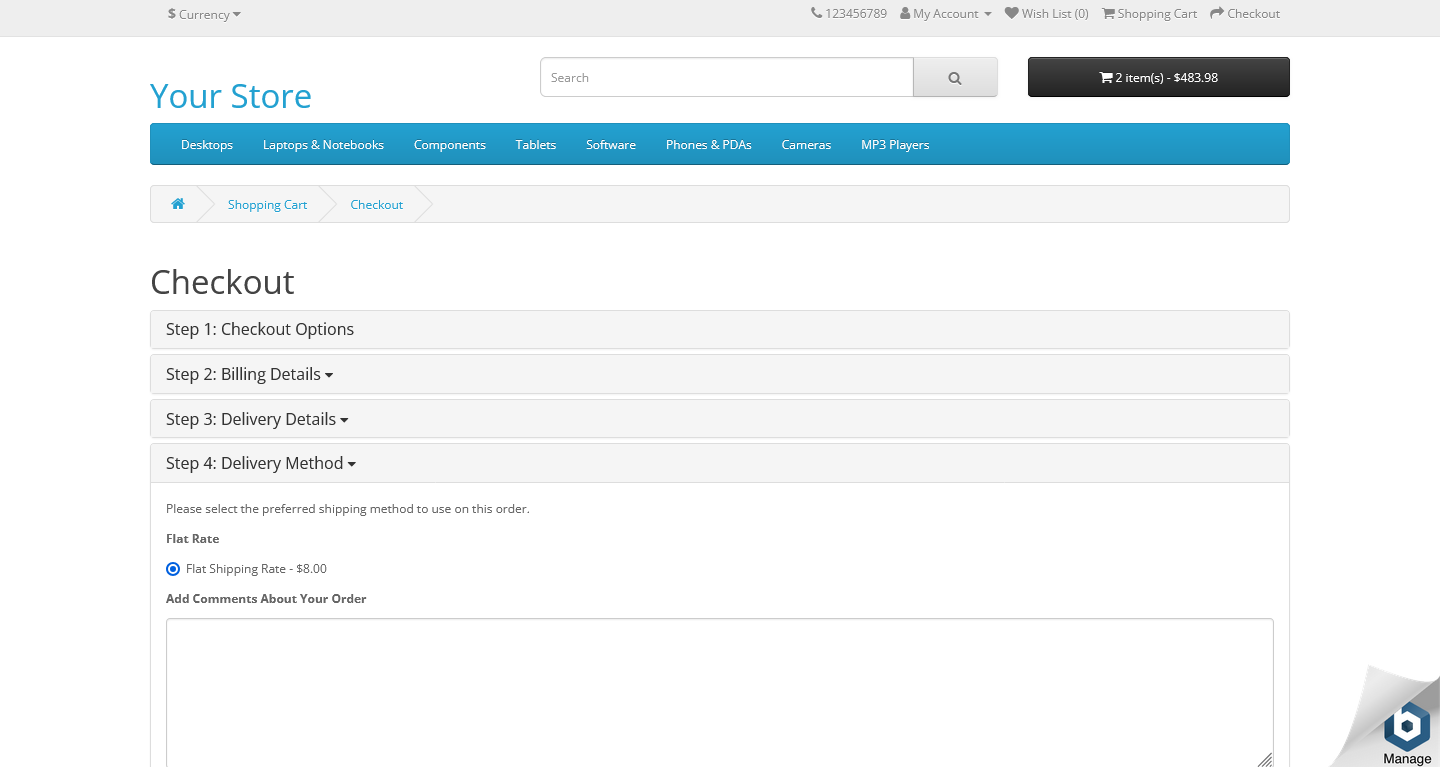 $ Currency
123456789 My Account Wish List (0) Shopping Cart Checkout
Your Store
Search
2 item(s) - $483.98
Desktops Laptops & Notebooks Components Tablets Software Phones & PDAs Cameras MP3 Players
Shopping Cart Checkout
Checkout
Step 1: Checkout Options
Step 2: Billing Details
Step 3: Delivery Details
Step 4: Delivery Method
Please select the preferred shipping method to use on this order.
Flat Rate
Flat Shipping Rate - $8.00
Add Comments About Your Order
Manage